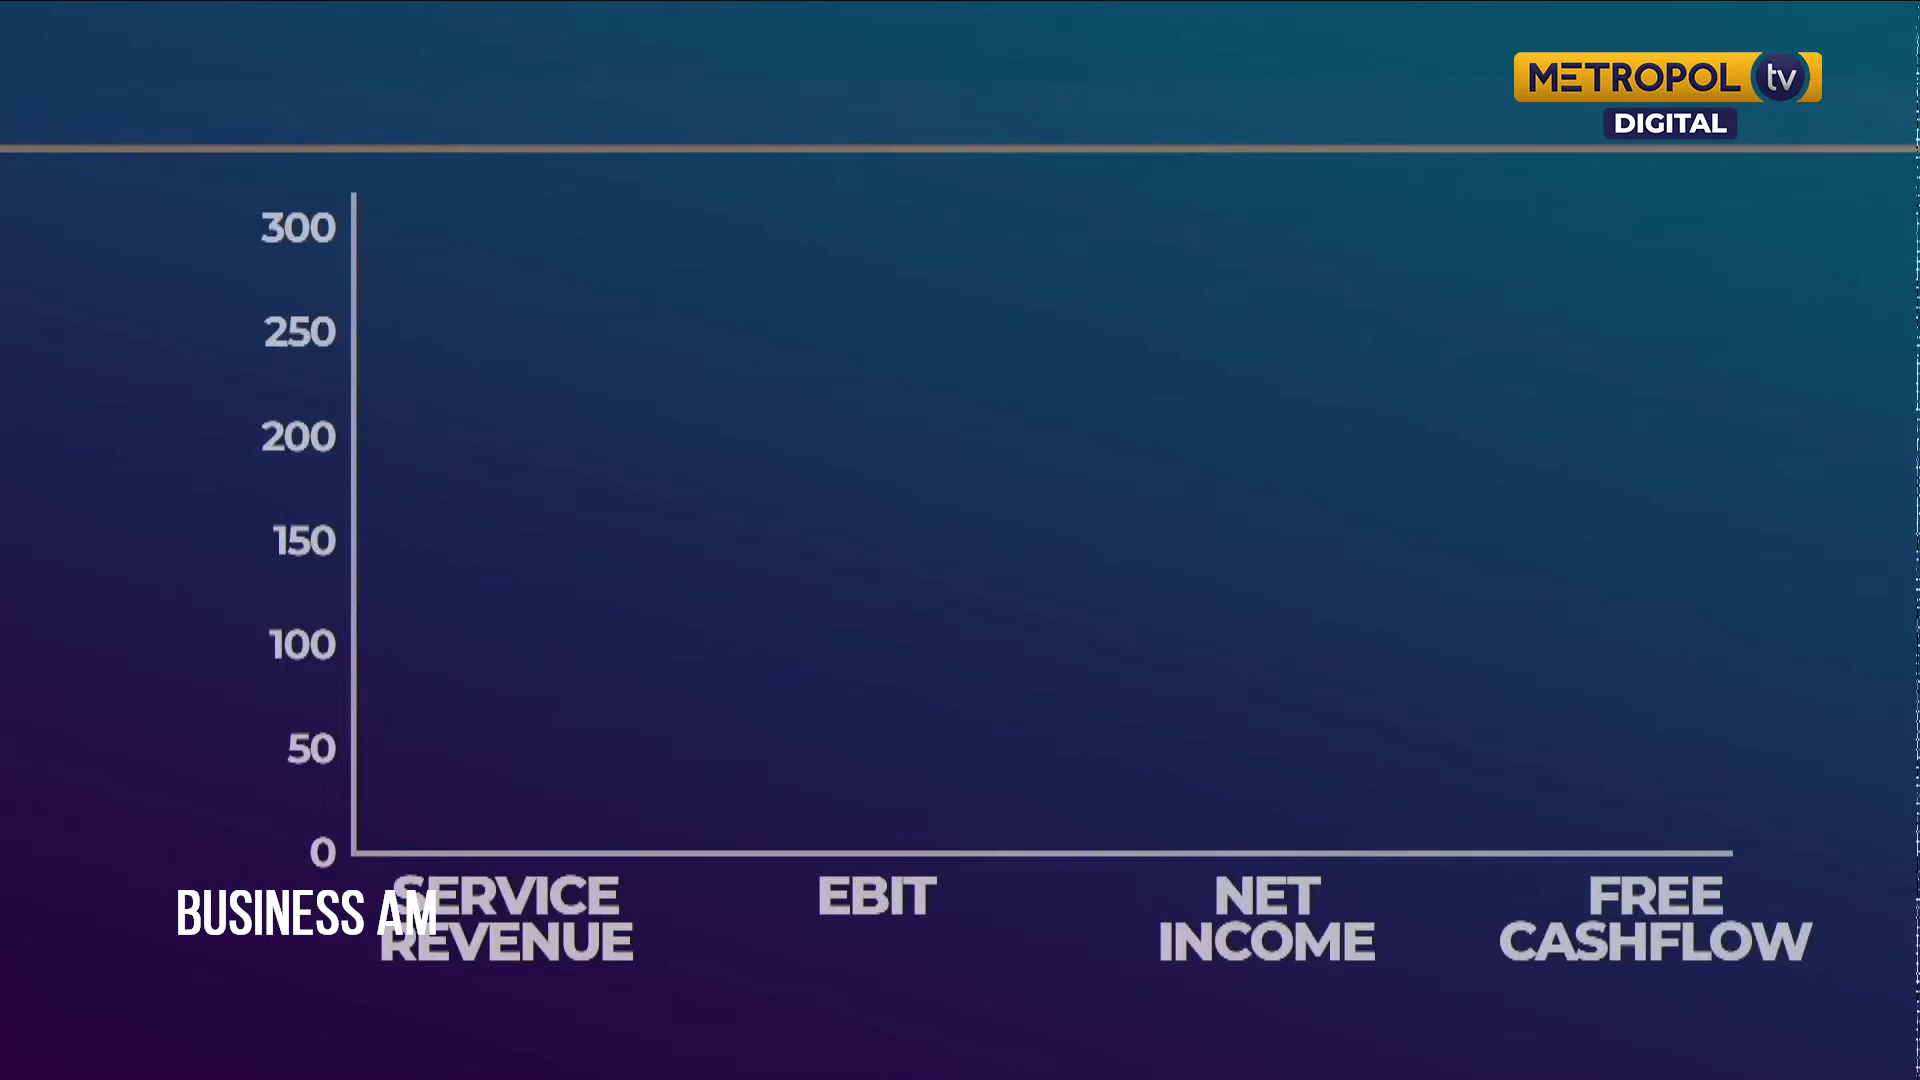 METROPOL tv
DIGITAL
300
250
200
150
100
50
0
SERVICE
REVENUE
EBIT
NET
INCOME
FREE
CASHFLOW
BUSINESS AM